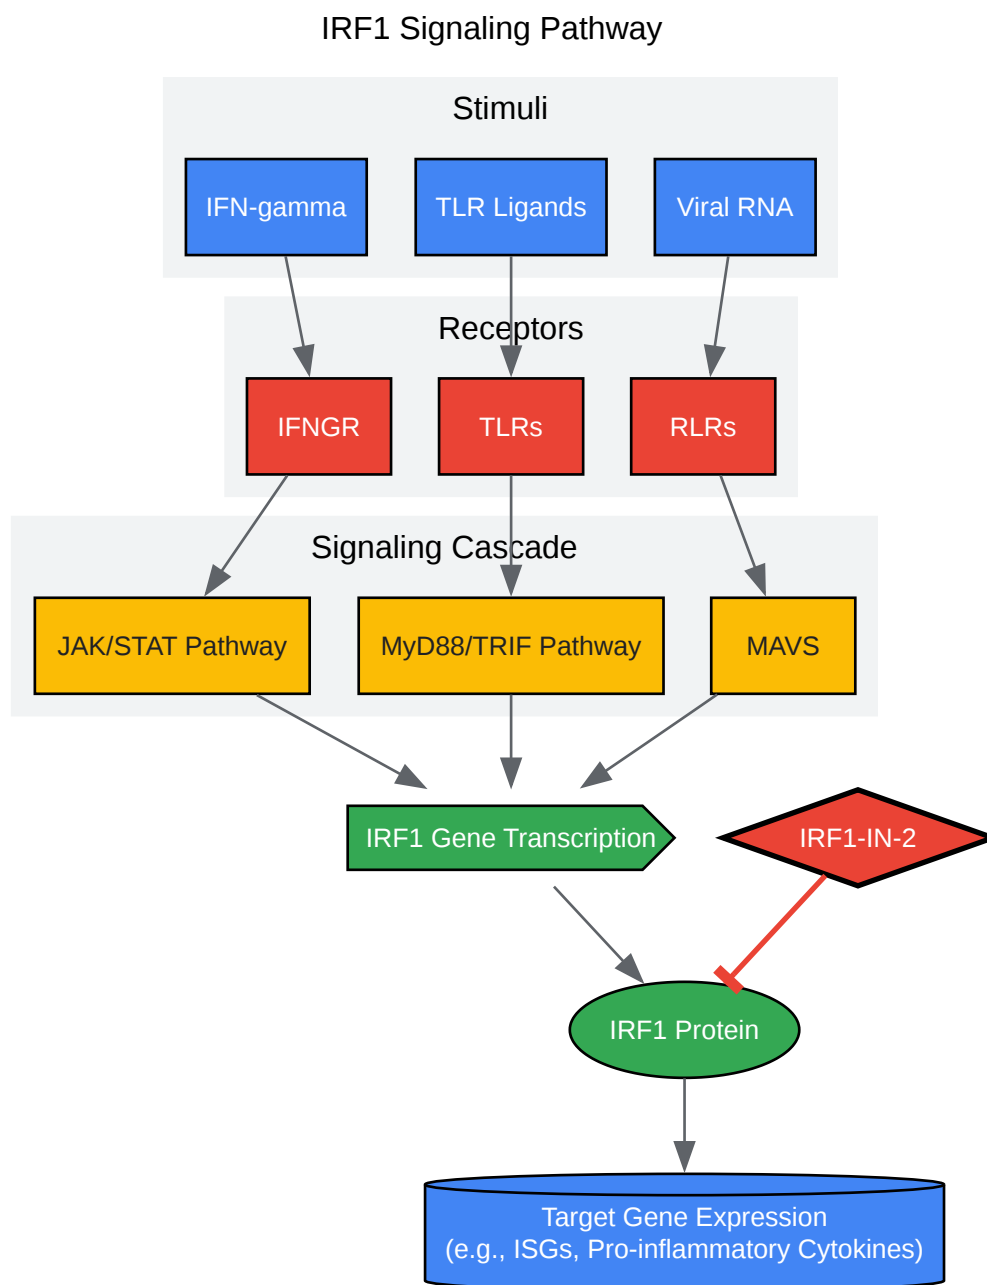 IRF1 Signaling Pathway
Stimuli
IFN-gamma
TLR Ligands
Viral RNA
Receptors
IFNGR
TLRs
RLRs
Signaling Cascade
JAK/STAT Pathway
MyD88/TRIF Pathway
MAVS
IRF1 Gene Transcription
IRF1-IN-2
IRF1 Protein
Target Gene Expression
(e.g., ISGs, Pro-inflammatory Cytokines)